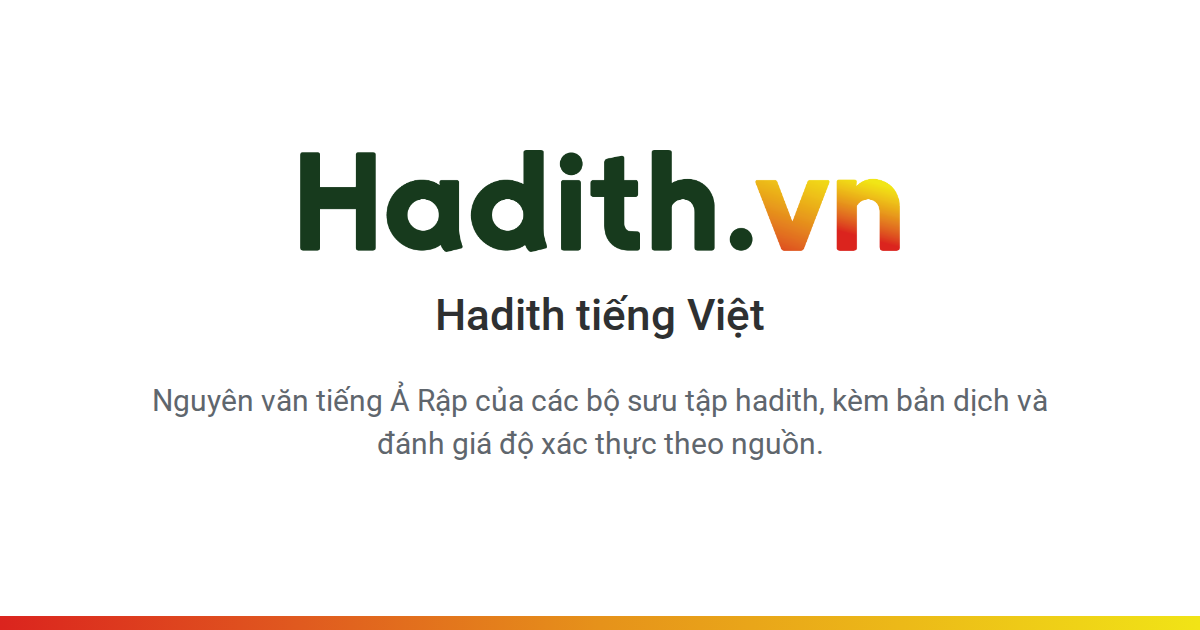 Hadith.vn
Hadith tiếng Việt
Nguyên văn tiếng Ả Rập của các bộ sưu tập hadith, kèm bản dịch và
đánh giá độ xác thực theo nguồn.